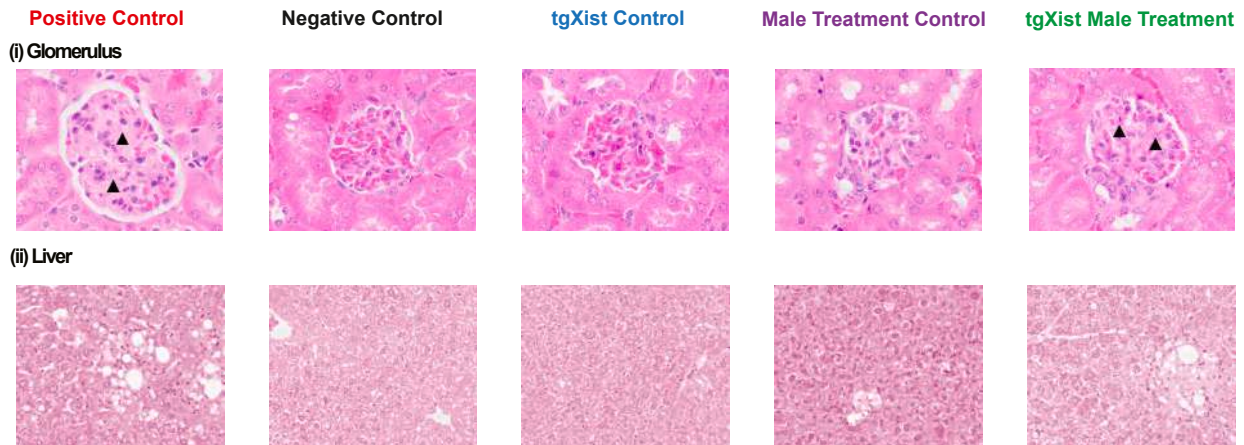 Positive Control Negative Control tgXist Control Male Treatment Control tgXist Male Treatment
(i) Glomerulus
(ii) Liver